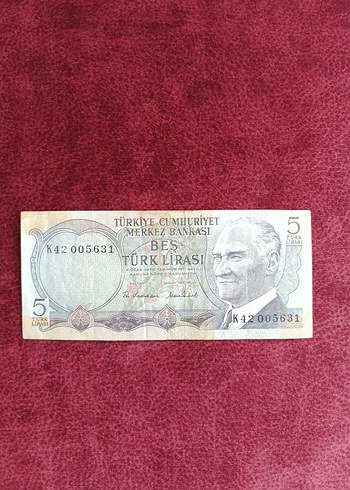 TÜRKİYE CUMHURİYET
MERKEZ BANKASI
5
TÜRK
LİRASI
K42 005631
BEŞ
TÜRK LİRASI
5
TÜRK
LİRASI
K42 005631